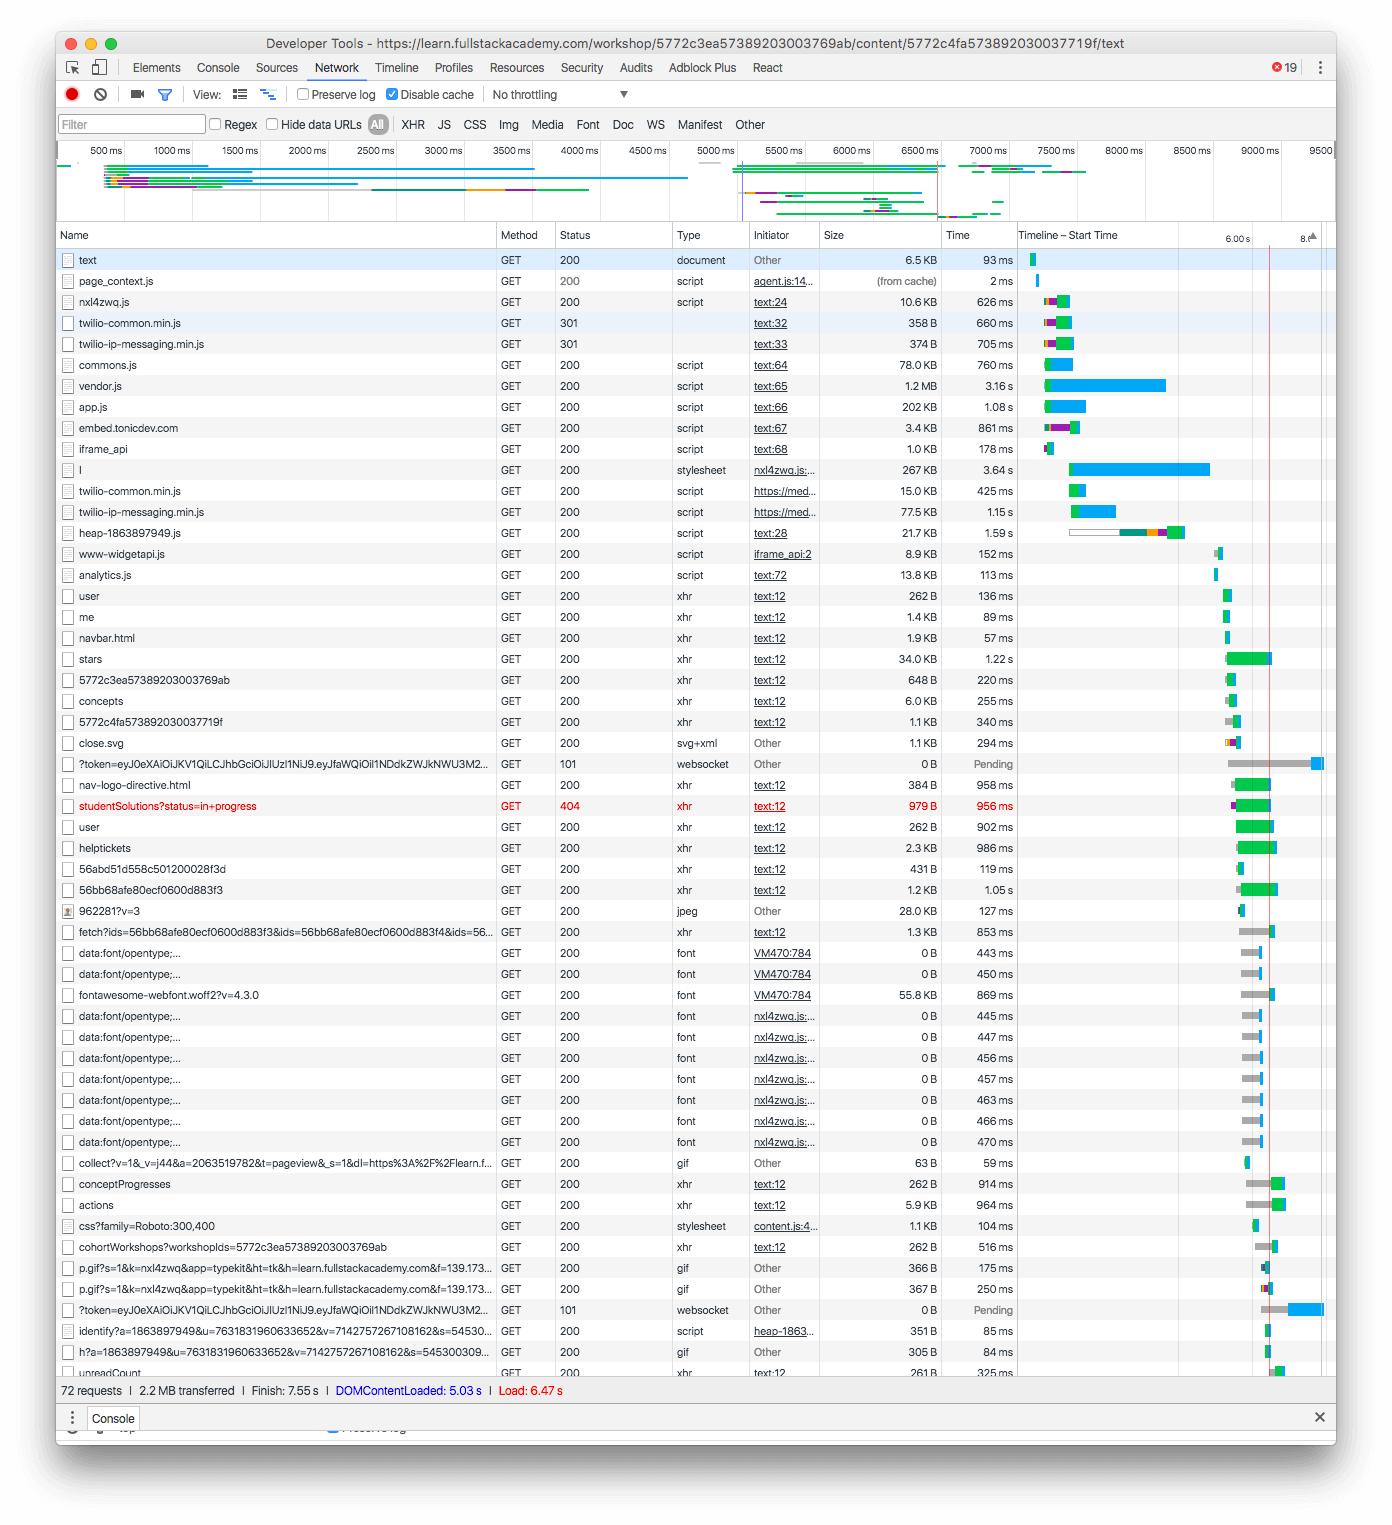 Developer Tools - https://learn.fullstackacademy.com/workshop/5772c3ea57389203003769ab/content/5772c4fa573892030037719f/text
Elements Console Sources Network Timeline Profiles Resources Security Audits Adblock Plus React 19
View: Preserve log Disable cache No throttling
Filter Regex Hide data URLs All XHR JS CSS Img Media Font Doc WS Manifest Other
500 ms 1000 ms 1500 ms 2000 ms 2500 ms 3000 ms 3500 ms 4000 ms 4500 ms 5000 ms 5500 ms 6000 ms 6500 ms 7000 ms 7500 ms 8000 ms 8500 ms 9000 ms 9500
Name Method Status Type Initiator Size Time Timeline – Start Time 6.00 s 8.
text GET 200 document Other 6.5 KB 93 ms
page_context.js GET 200 script agent.js:14... (from cache) 2 ms
nxl4zwq.js GET 200 script text:24 10.6 KB 626 ms
twilio-common.min.js GET 301 text:32 358 B 660 ms
twilio-ip-messaging.min.js GET 301 text:33 374 B 705 ms
commons.js GET 200 script text:64 78.0 KB 760 ms
vendor.js GET 200 script text:65 1.2 MB 3.16 s
app.js GET 200 script text:66 202 KB 1.08 s
embed.tonicdev.com GET 200 script text:67 3.4 KB 861 ms
iframe_api GET 200 script text:68 1.0 KB 178 ms
l GET 200 stylesheet nxl4zwq.js:... 267 KB 3.64 s
twilio-common.min.js GET 200 script https://med... 15.0 KB 425 ms
twilio-ip-messaging.min.js GET 200 script https://med... 77.5 KB 1.15 s
heap-1863897949.js GET 200 script text:28 21.7 KB 1.59 s
www-widgetapi.js GET 200 script iframe_api:2 8.9 KB 152 ms
analytics.js GET 200 script text:72 13.8 KB 113 ms
user GET 200 xhr text:12 262 B 136 ms
me GET 200 xhr text:12 1.4 KB 89 ms
navbar.html GET 200 xhr text:12 1.9 KB 57 ms
stars GET 200 xhr text:12 34.0 KB 1.22 s
5772c3ea57389203003769ab GET 200 xhr text:12 648 B 220 ms
concepts GET 200 xhr text:12 6.0 KB 255 ms
5772c4fa573892030037719f GET 200 xhr text:12 1.1 KB 340 ms
close.svg GET 200 svg+xml Other 1.1 KB 294 ms
?token=eyJ0eXAiOiJKV1QiLCJhbGciOiJIUzI1NiJ9.eyJfaWQiOiI1NDdkZWJkNWU3M2... GET 101 websocket Other 0 B Pending
nav-logo-directive.html GET 200 xhr text:12 384 B 958 ms
studentSolutions?status=in+progress GET 404 xhr text:12 979 B 956 ms
user GET 200 xhr text:12 262 B 902 ms
helptickets GET 200 xhr text:12 2.3 KB 986 ms
56abd51d558c501200028f3d GET 200 xhr text:12 431 B 119 ms
56bb68afe80ecf0600d883f3 GET 200 xhr text:12 1.2 KB 1.05 s
962281?v=3 GET 200 jpeg Other 28.0 KB 127 ms
fetch?ids=56bb68afe80ecf0600d883f3&ids=56bb68afe80ecf0600d883f4&ids=56... GET 200 xhr text:12 1.3 KB 853 ms
data:font/opentype;... GET 200 font VM470:784 0 B 443 ms
data:font/opentype;... GET 200 font VM470:784 0 B 450 ms
fontawesome-webfont.woff2?v=4.3.0 GET 200 font VM470:784 55.8 KB 869 ms
data:font/opentype;... GET 200 font nxl4zwq.js:... 0 B 445 ms
data:font/opentype;... GET 200 font nxl4zwq.js:... 0 B 447 ms
data:font/opentype;... GET 200 font nxl4zwq.js:... 0 B 456 ms
data:font/opentype;... GET 200 font nxl4zwq.js:... 0 B 457 ms
data:font/opentype;... GET 200 font nxl4zwq.js:... 0 B 463 ms
data:font/opentype;... GET 200 font nxl4zwq.js:... 0 B 466 ms
data:font/opentype;... GET 200 font nxl4zwq.js:... 0 B 470 ms
collect?v=1&_v=j44&a=2063519782&t=pageview&_s=1&dl=https%3A%2F%2Flearn.f... GET 200 gif Other 63 B 59 ms
conceptProgresses GET 200 xhr text:12 262 B 914 ms
actions GET 200 xhr text:12 5.9 KB 964 ms
css?family=Roboto:300,400 GET 200 stylesheet content.js:4... 1.1 KB 104 ms
cohortWorkshops?workshopIds=5772c3ea57389203003769ab GET 200 xhr text:12 262 B 516 ms
p.gif?s=1&k=nxl4zwq&app=typekit&ht=tk&h=learn.fullstackacademy.com&f=139.173... GET 200 gif Other 366 B 175 ms
p.gif?s=1&k=nxl4zwq&app=typekit&ht=tk&h=learn.fullstackacademy.com&f=139.173... GET 200 gif Other 367 B 250 ms
?token=eyJ0eXAiOiJKV1QiLCJhbGciOiJIUzI1NiJ9.eyJfaWQiOiI1NDdkZWJkNWU3M2... GET 101 websocket Other 0 B Pending
identify?a=1863897949&u=7631831960633652&v=7142757267108162&s=54530... GET 200 script heap-1863... 351 B 85 ms
h?a=1863897949&u=7631831960633652&v=7142757267108162&s=545300309... GET 200 gif Other 305 B 84 ms
unreadCount GET 200 xhr text:12 261 B 325 ms
72 requests | 2.2 MB transferred | Finish: 7.55 s | DOMContentLoaded: 5.03 s | Load: 6.47 s
Console